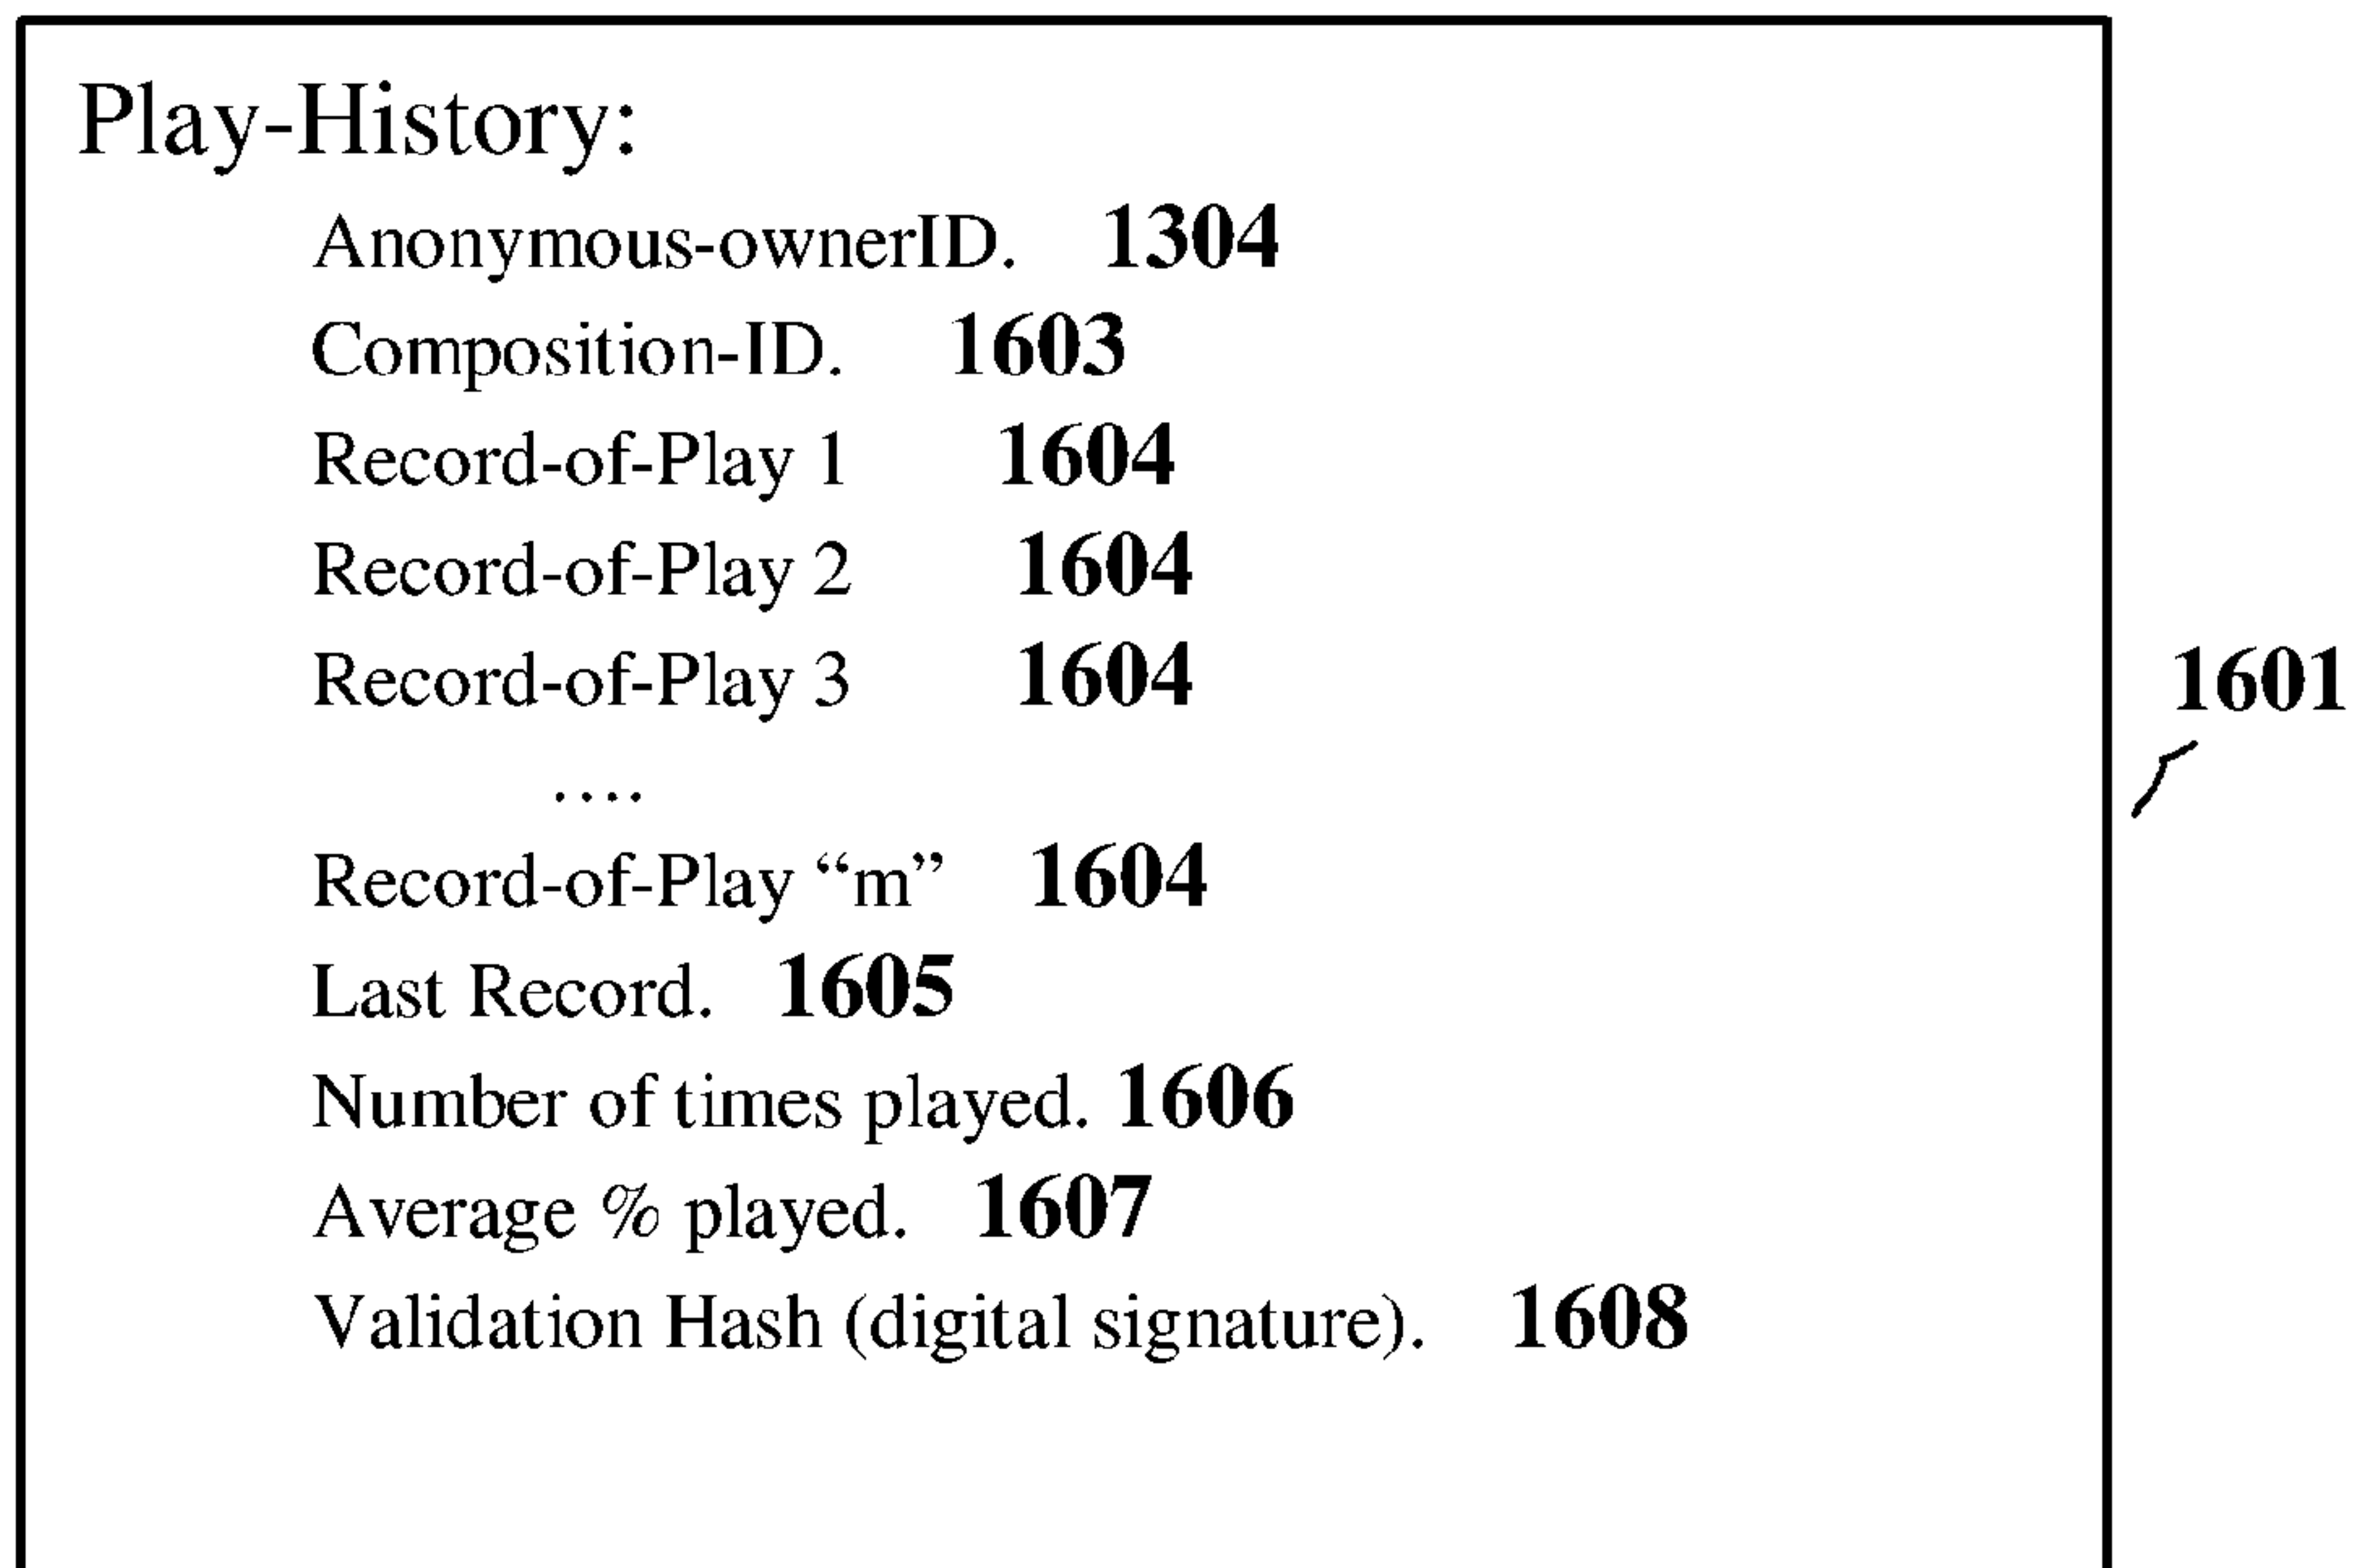 Play-History:
Anonymous-ownerID. 1304
Composition-ID. 1603
Record-of-Play 1 1604
Record-of-Play 2 1604
Record-of-Play 3 1604
1601
....
Record-of-Play “m” 1604
Last Record. 1605
Number of times played. 1606
Average % played. 1607
Validation Hash (digital signature). 1608